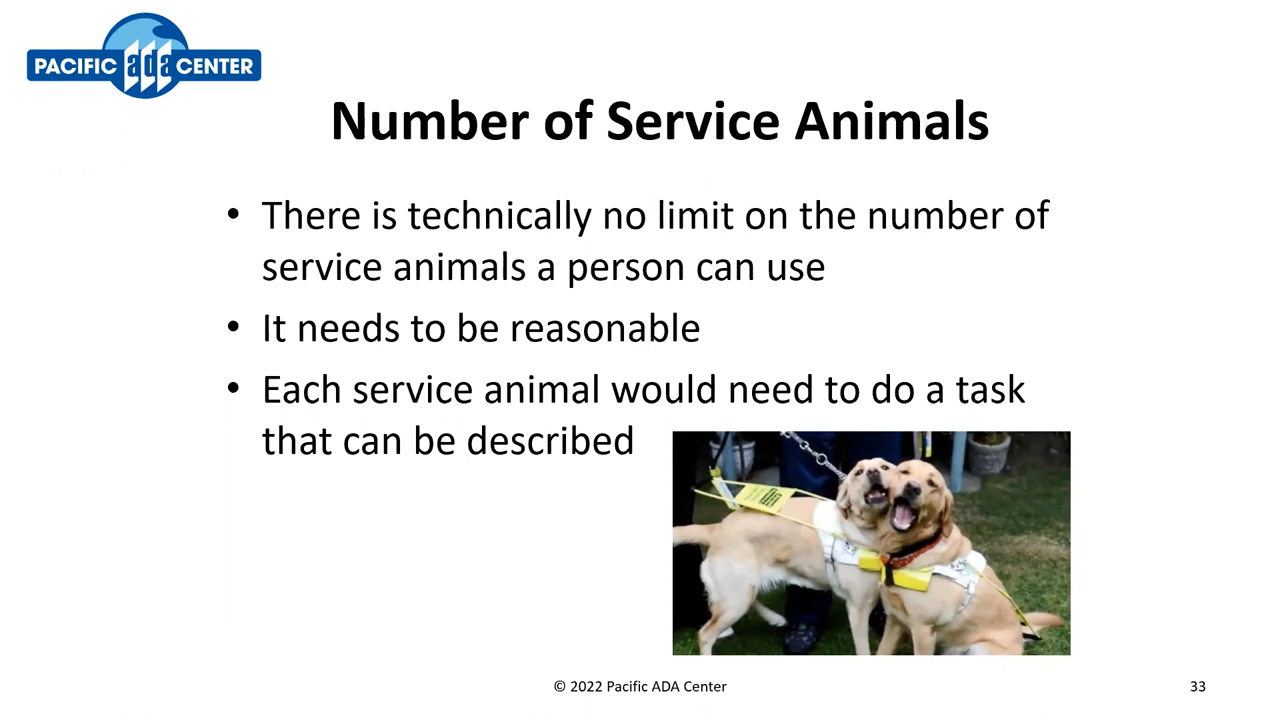 PACIFIC ada CENTER
Number of Service Animals
• There is technically no limit on the number of
service animals a person can use
• It needs to be reasonable
• Each service animal would need to do a task
that can be described
© 2022 Pacific ADA Center
33